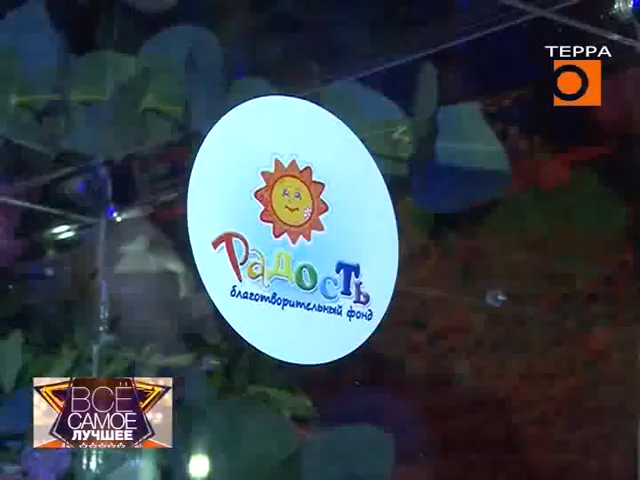 ТЕРРА
Радость
благотворительный фонд
ВСЁ
САМОЕ
ЛУЧШЕЕ